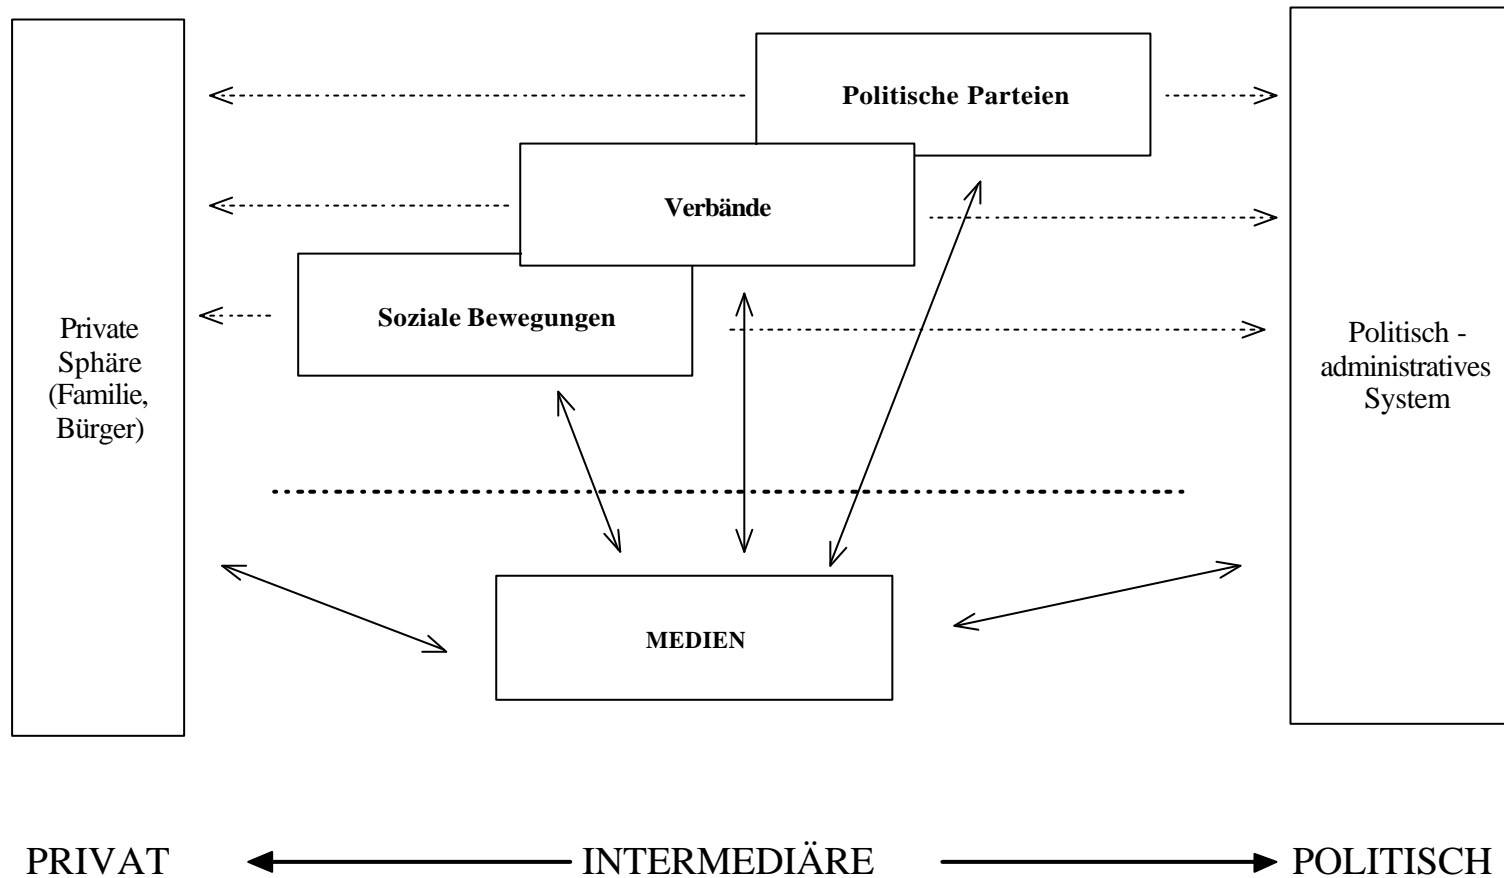 Politische Parteien
Verbände
Soziale Bewegungen
Private
Sphäre
(Familie,
Bürger)
Politisch -
administratives
System
MEDIEN
PRIVAT
INTERMEDIÄRE
POLITISCH